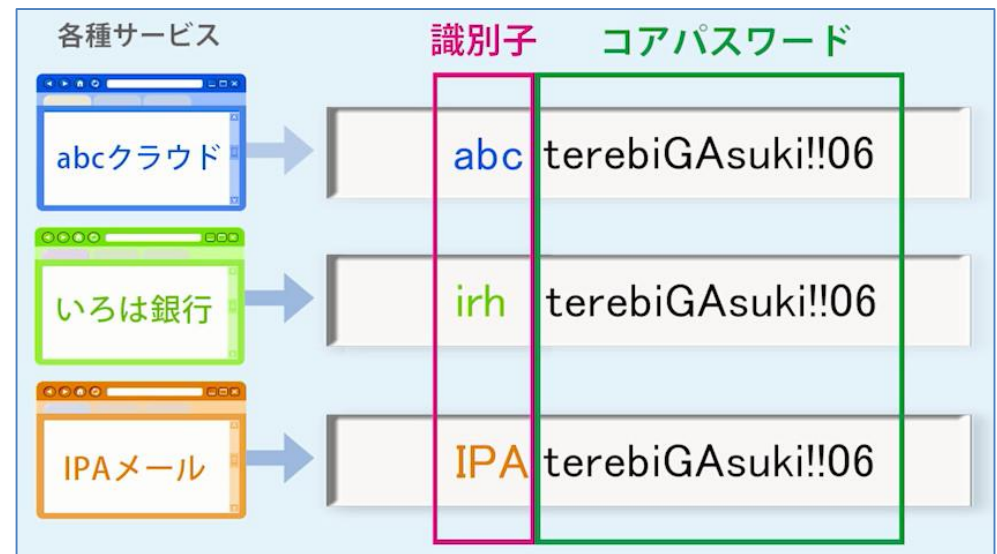 各種サービス 識別子 コアパスワード
abcクラウド abc terebiGAsuki!!06
いろは銀行 irh terebiGAsuki!!06
IPAメール IPA terebiGAsuki!!06